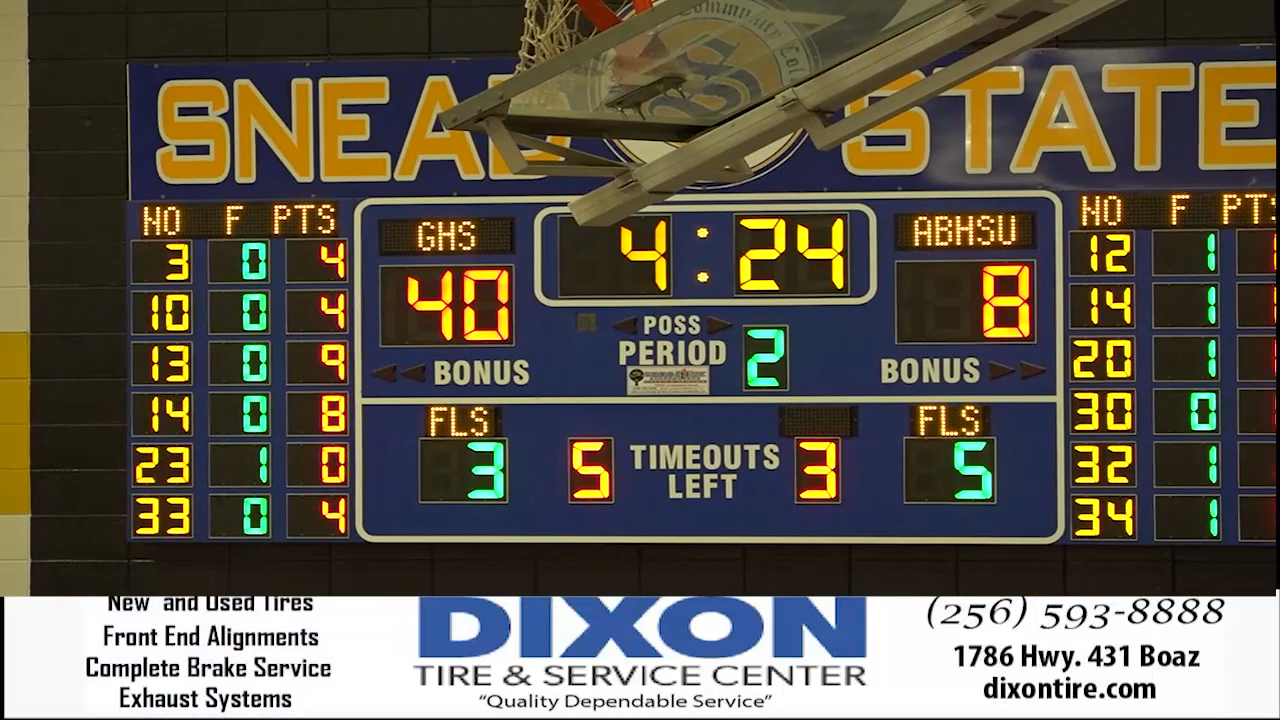 Community Col
SNEAD STATE
NO F PTS
3 0 4
10 0 4
13 0 9
14 0 8
23 1 0
33 0 4
GHS
40
BONUS
4:24
POSS
PERIOD 2
ABHSU
8
BONUS
FLS
3
5 TIMEOUTS LEFT 3
FLS
5
NO F PT
12 1
14 1
20 1
30 0
32 1
34 1
New and Used Tires
Front End Alignments
Complete Brake Service
Exhaust Systems
DIXON
TIRE & SERVICE CENTER
“Quality Dependable Service”
(256) 593-8888
1786 Hwy. 431 Boaz
dixontire.com